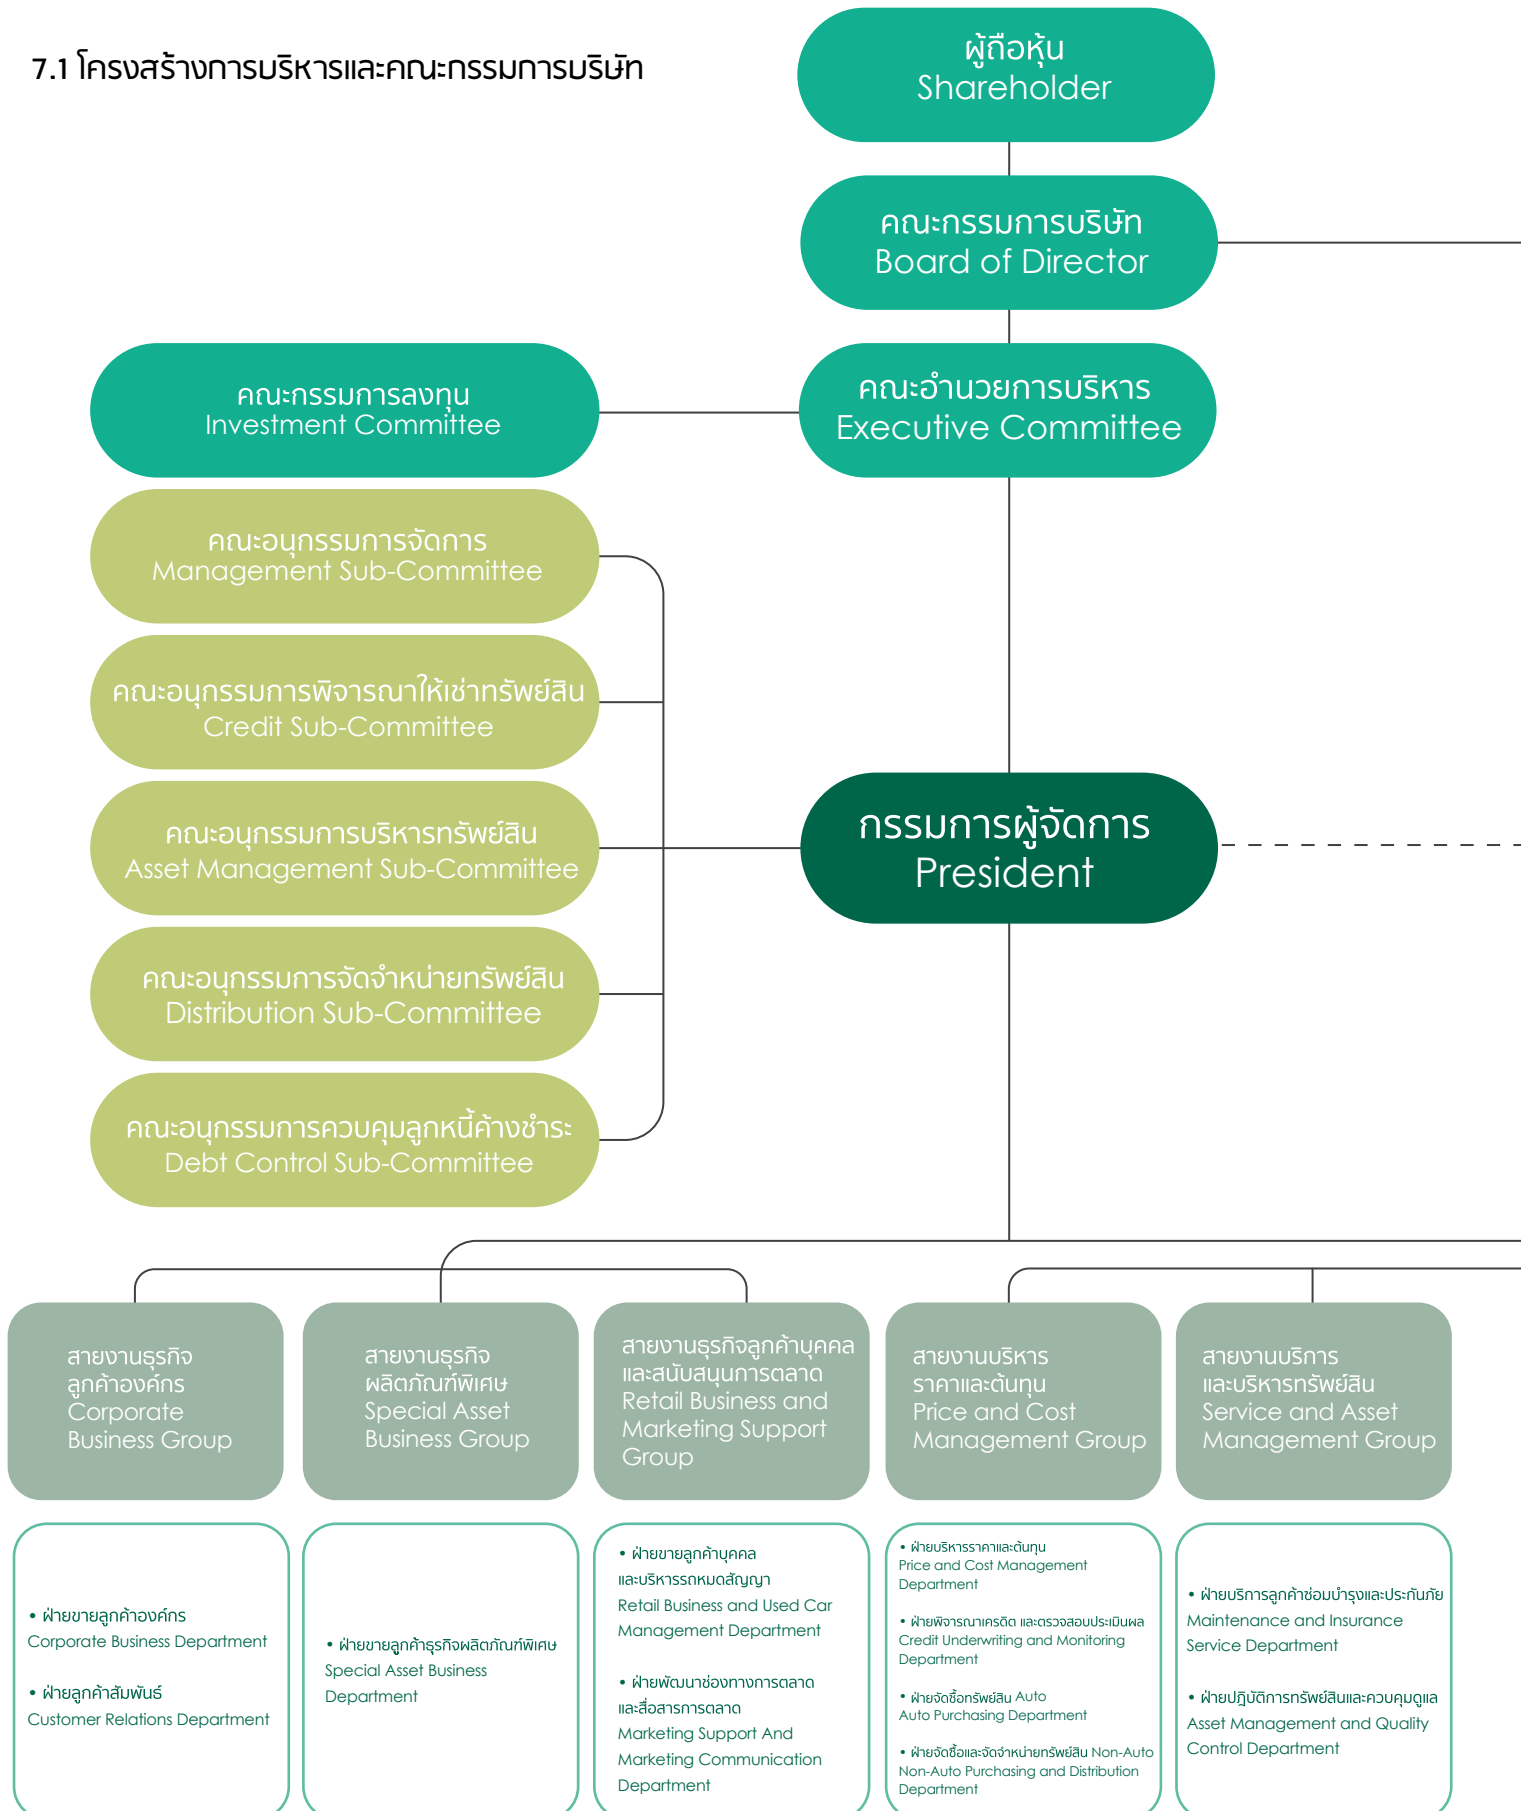 7.1 โครงสร้างการบริหารและคณะกรรมการบริษัท
ผู้ถือหุ้น
Shareholder
คณะกรรมการบริษัท
Board of Director
คณะกรรมการลงทุน
Investment Committee
คณะอำนวยการบริหาร
Executive Committee
คณะอนุกรรมการจัดการ
Management Sub-Committee
คณะอนุกรรมการพิจารณาให้เช่าทรัพย์สิน
Credit Sub-Committee
คณะอนุกรรมการบริหารทรัพย์สิน
Asset Management Sub-Committee
กรรมการผู้จัดการ
President
คณะอนุกรรมการจัดจำหน่ายทรัพย์สิน
Distribution Sub-Committee
คณะอนุกรรมการควบคุมลูกหนี้ค้างชำระ
Debt Control Sub-Committee
สายงานธุรกิจ
ลูกค้าองค์กร
Corporate
Business Group
สายงานธุรกิจ
ผลิตภัณฑ์พิเศษ
Special Asset
Business Group
สายงานธุรกิจลูกค้าบุคคล
และสนับสนุนการตลาด
Retail Business and
Marketing Support
Group
สายงานบริหาร
ราคาและต้นทุน
Price and Cost
Management Group
สายงานบริการ
และบริหารทรัพย์สิน
Service and Asset
Management Group
• ฝ่ายขายลูกค้าองค์กร
Corporate Business Department
• ฝ่ายลูกค้าสัมพันธ์
Customer Relations Department
• ฝ่ายขายลูกค้าธุรกิจผลิตภัณฑ์พิเศษ
Special Asset Business
Department
• ฝ่ายขายลูกค้าบุคคล
และบริหารรถหมดสัญญา
Retail Business and Used Car
Management Department
• ฝ่ายพัฒนาช่องทางการตลาด
และสื่อสารการตลาด
Marketing Support And
Marketing Communication
Department
• ฝ่ายบริหารราคาและต้นทุน
Price and Cost Management
Department
• ฝ่ายพิจารณาเครดิต และตรวจสอบประเมินผล
Credit Underwriting and Monitoring
Department
• ฝ่ายจัดซื้อทรัพย์สิน Auto
Auto Purchasing Department
• ฝ่ายจัดซื้อและจัดจำหน่ายทรัพย์สิน Non-Auto
Non-Auto Purchasing and Distribution
Department
• ฝ่ายบริการลูกค้าซ่อมบำรุงและประกันภัย
Maintenance and Insurance
Service Department
• ฝ่ายปฎิบัติการทรัพย์สินและควบคุมดูแล
Asset Management and Quality
Control Department